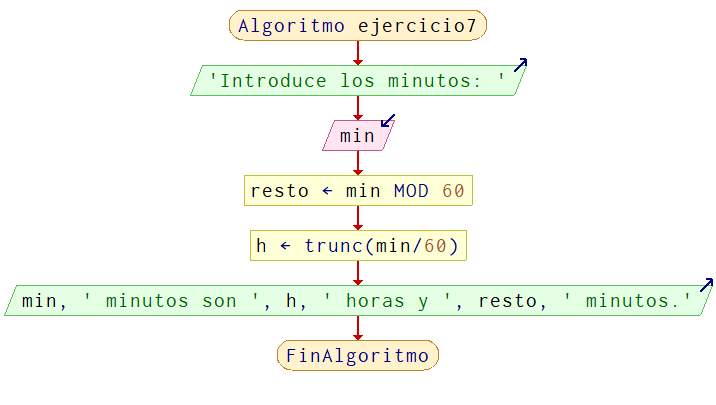 Algoritmo ejercicio7
'Introduce los minutos: '
min
resto ← min MOD 60
h ← trunc(min/60)
min, ' minutos son ', h, ' horas y ', resto, ' minutos.'
FinAlgoritmo